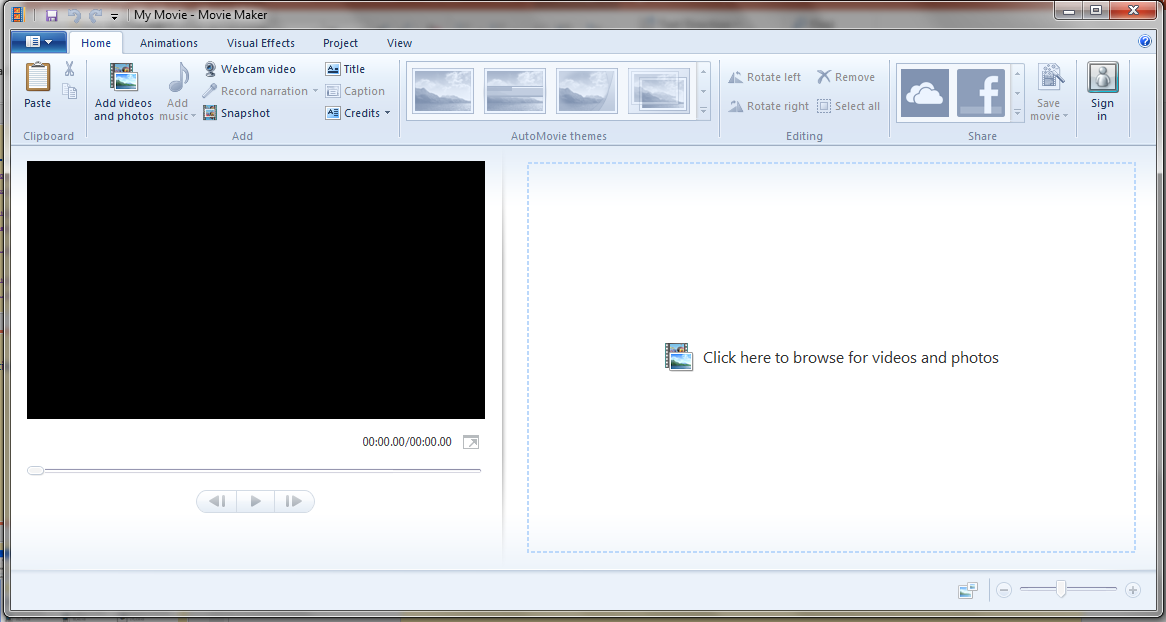 My Movie - Movie Maker
Home Animations Visual Effects Project View
Paste
Clipboard
Add videos
and photos
Add
music
Webcam video
Record narration
Snapshot
Title
Caption
Credits
Add
AutoMovie themes
Rotate left
Remove
Rotate right
Select all
Editing
f
Share
Save
movie
Sign
in
00:00.00/00:00.00
Click here to browse for videos and photos